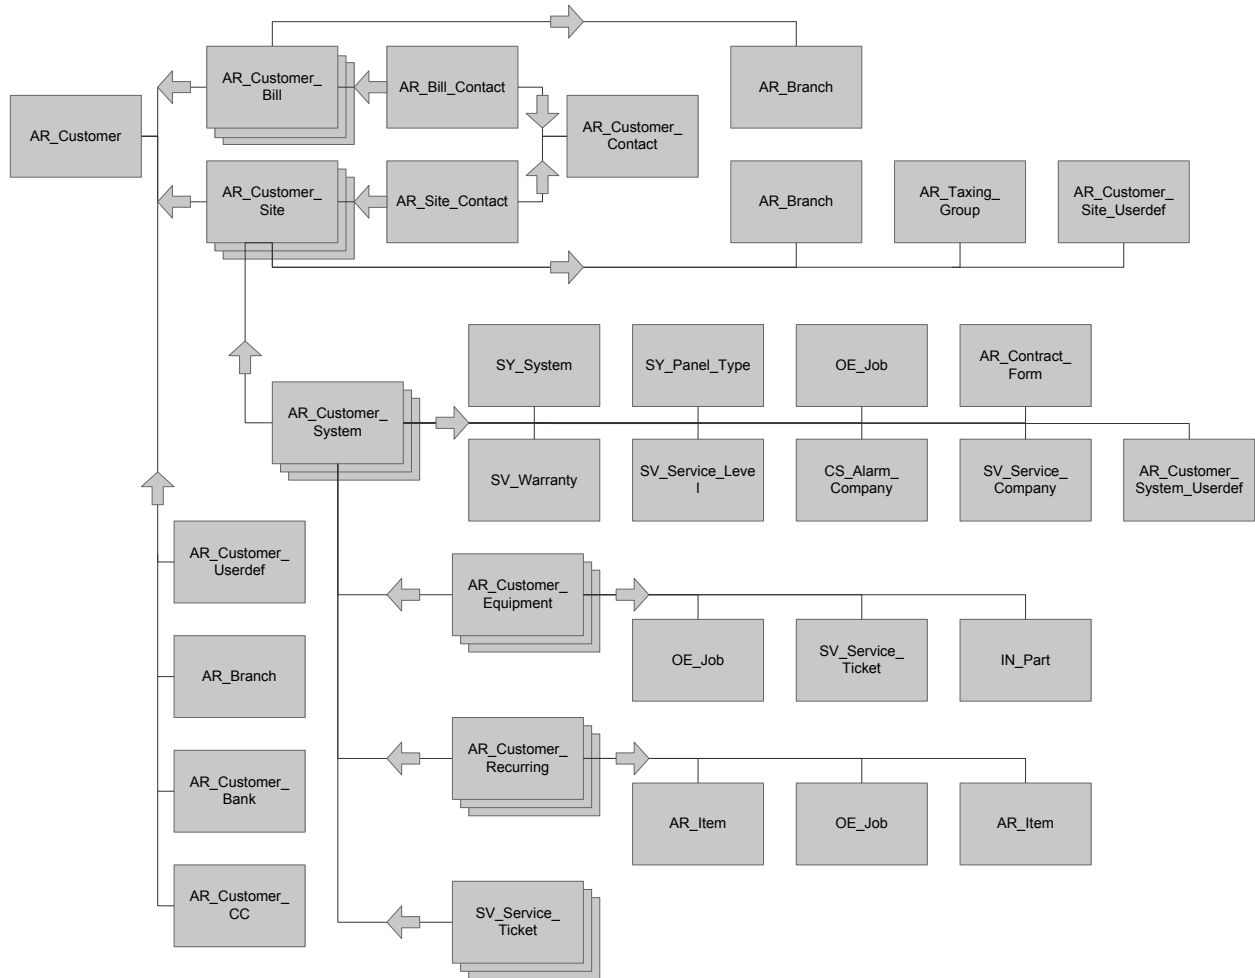 AR_Customer_
Bill
AR_Bill_Contact
AR_Branch
AR_Customer
AR_Customer_
Contact
AR_Customer_
Site
AR_Site_Contact
AR_Branch
AR_Taxing_
Group
AR_Customer_
Site_Userdef
SY_System
SY_Panel_Type
OE_Job
AR_Contract_
Form
AR_Customer_
System
SV_Warranty
SV_Service_Leve
l
CS_Alarm_
Company
SV_Service_
Company
AR_Customer_
System_Userdef
AR_Customer_
Userdef
AR_Customer_
Equipment
OE_Job
SV_Service_
Ticket
IN_Part
AR_Branch
AR_Customer_
Recurring
AR_Customer_
Bank
AR_Item
OE_Job
AR_Item
AR_Customer_
CC
SV_Service_
Ticket